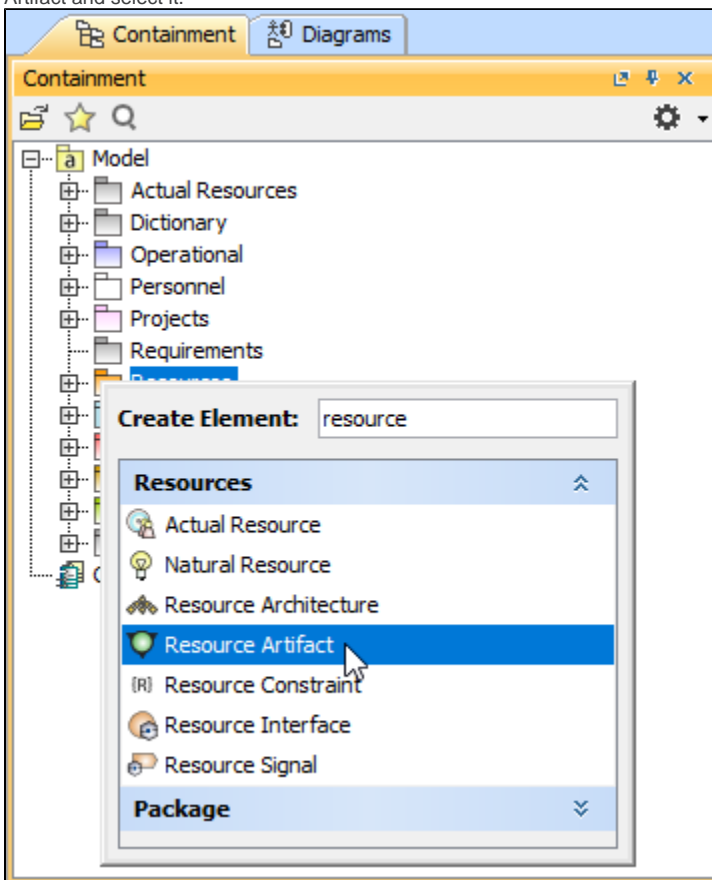 Artifact and select it.
Containment Diagrams
Containment
a Model
Actual Resources
Dictionary
Operational
Personnel
Projects
Requirements
Resources
Create Element: resource
Resources
Actual Resource
Natural Resource
Resource Architecture
Resource Artifact
{R} Resource Constraint
Resource Interface
Resource Signal
Package